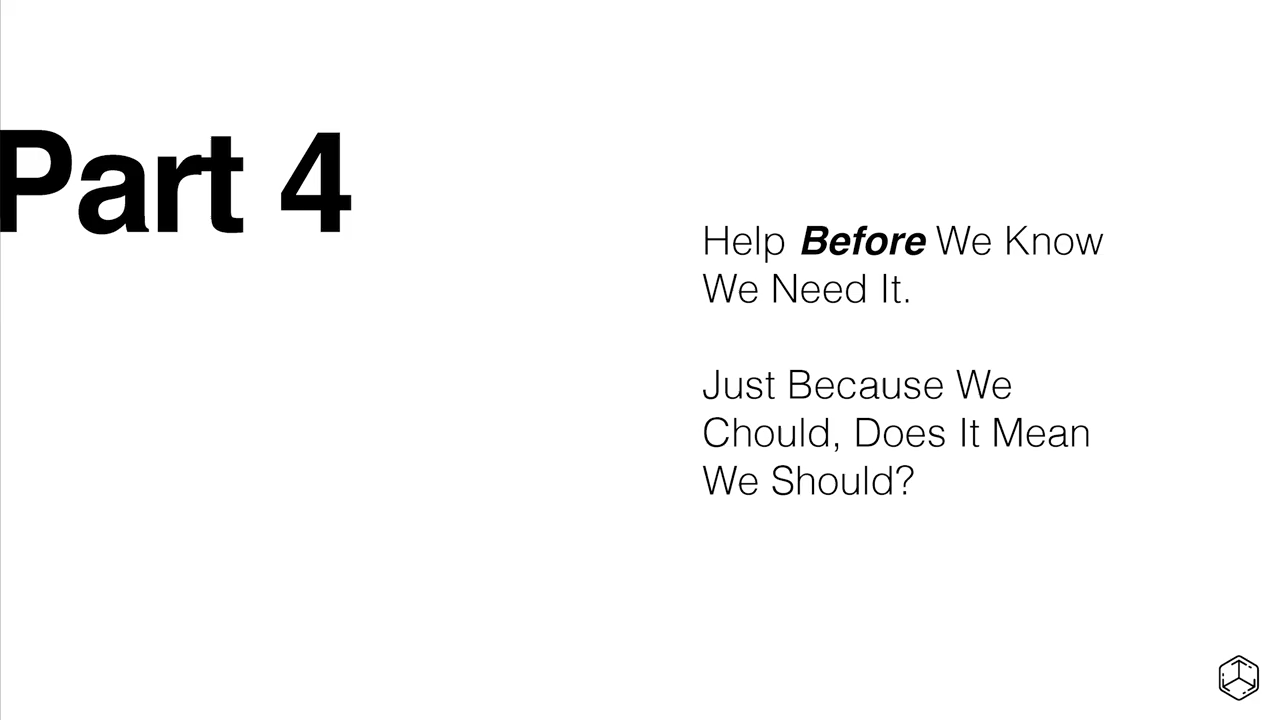 Part 4
Help Before We Know
We Need It.
Just Because We
Chould, Does It Mean
We Should?